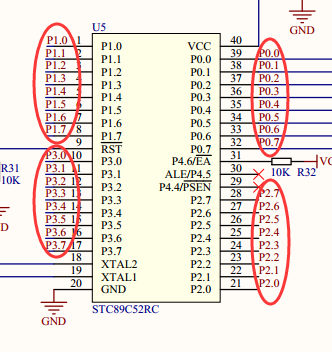 GND
U5
P1.0 1 P1.0 VCC 40
P1.1 2 P1.1 P0.0 39 P0.0
P1.2 3 P1.2 P0.1 38 P0.1
P1.3 4 P1.3 P0.2 37 P0.2
P1.4 5 P1.4 P0.3 36 P0.3
P1.5 6 P1.5 P0.4 35 P0.4
P1.6 7 P1.6 P0.5 34 P0.5
P1.7 8 P1.7 P0.6 33 P0.6
9 RST P0.7 32 P0.7
P3.0 10 P3.0 P4.6/EA 31
P3.1 11 P3.1 ALE/P4.5 30
P3.2 12 P3.2 P4.4/PSEN 29
P3.3 13 P3.3 P2.7 28 P2.7
P3.4 14 P3.4 P2.6 27 P2.6
P3.5 15 P3.5 P2.5 26 P2.5
P3.6 16 P3.6 P2.4 25 P2.4
P3.7 17 P3.7 P2.3 24 P2.3
18 XTAL2 P2.2 23 P2.2
19 XTAL1 P2.1 22 P2.1
20 GND P2.0 21 P2.0
R31
10K
10K R32
STC89C52RC
GND